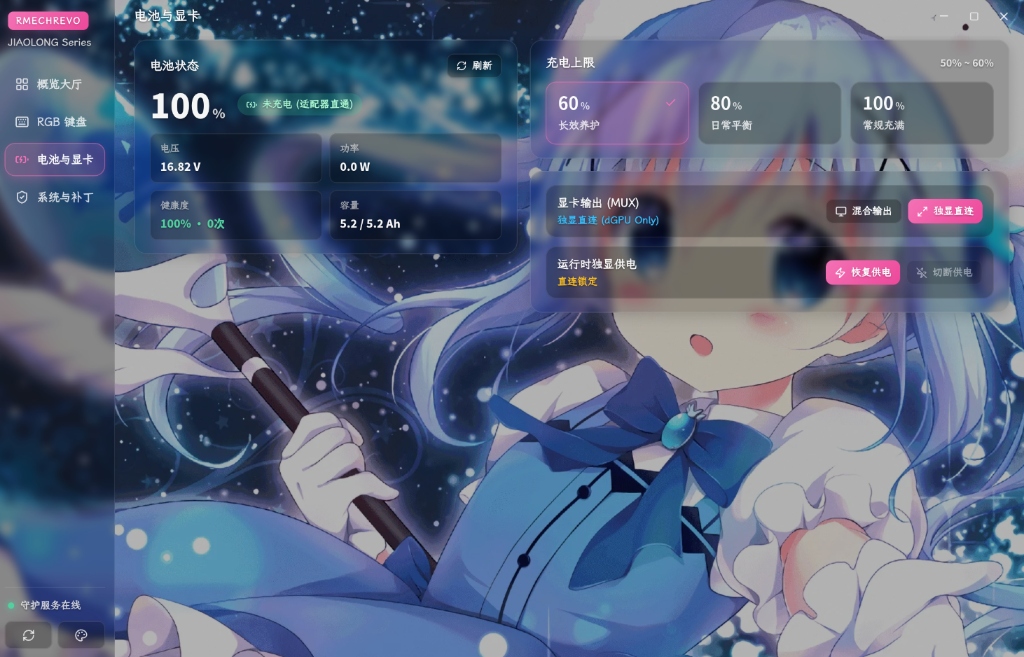 RMECHREVO
JIAOLONG Series
概览大厅
RGB 键盘
电池与显卡
系统与补丁
守护服务在线
电池与显卡
电池状态
刷新
100%
未充电 (适配器直通)
电压
16.82 V
功率
0.0 W
健康度
100% · 0次
容量
5.2 / 5.2 Ah
充电上限
50% ~ 60%
60%
长效养护
80%
日常平衡
100%
常规充满
显卡输出 (MUX)
独显直连 (dGPU Only)
混合输出
独显直连
运行时独显供电
直连锁定
恢复供电
切断供电